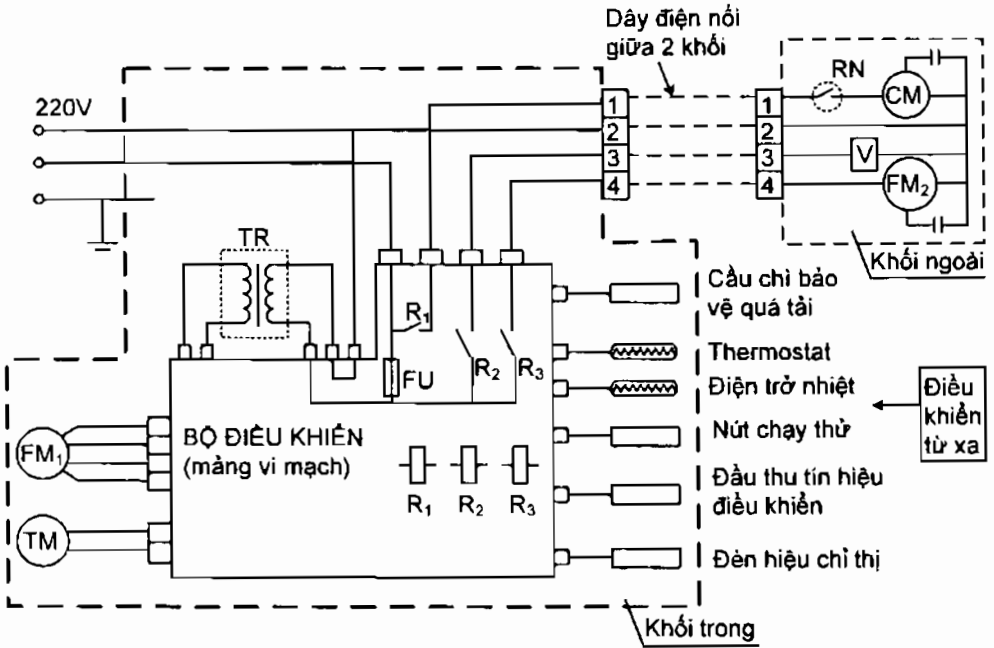 Dây điện nối
giữa 2 khối
220V
1
2
3
4
1
2
3
4
RN
CM
V
FM₂
Khối ngoài
TR
R₁
R₂
R₃
FU
Cầu chì bảo
vệ quá tải
Thermostat
Điện trở nhiệt
Nút chạy thử
Đầu thu tín hiệu
điều khiển
Đèn hiệu chỉ thị
Điều
khiển
từ xa
BỘ ĐIỀU KHIỂN
(mảng vi mạch)
R₁
R₂
R₃
FM₁
TM
Khối trong